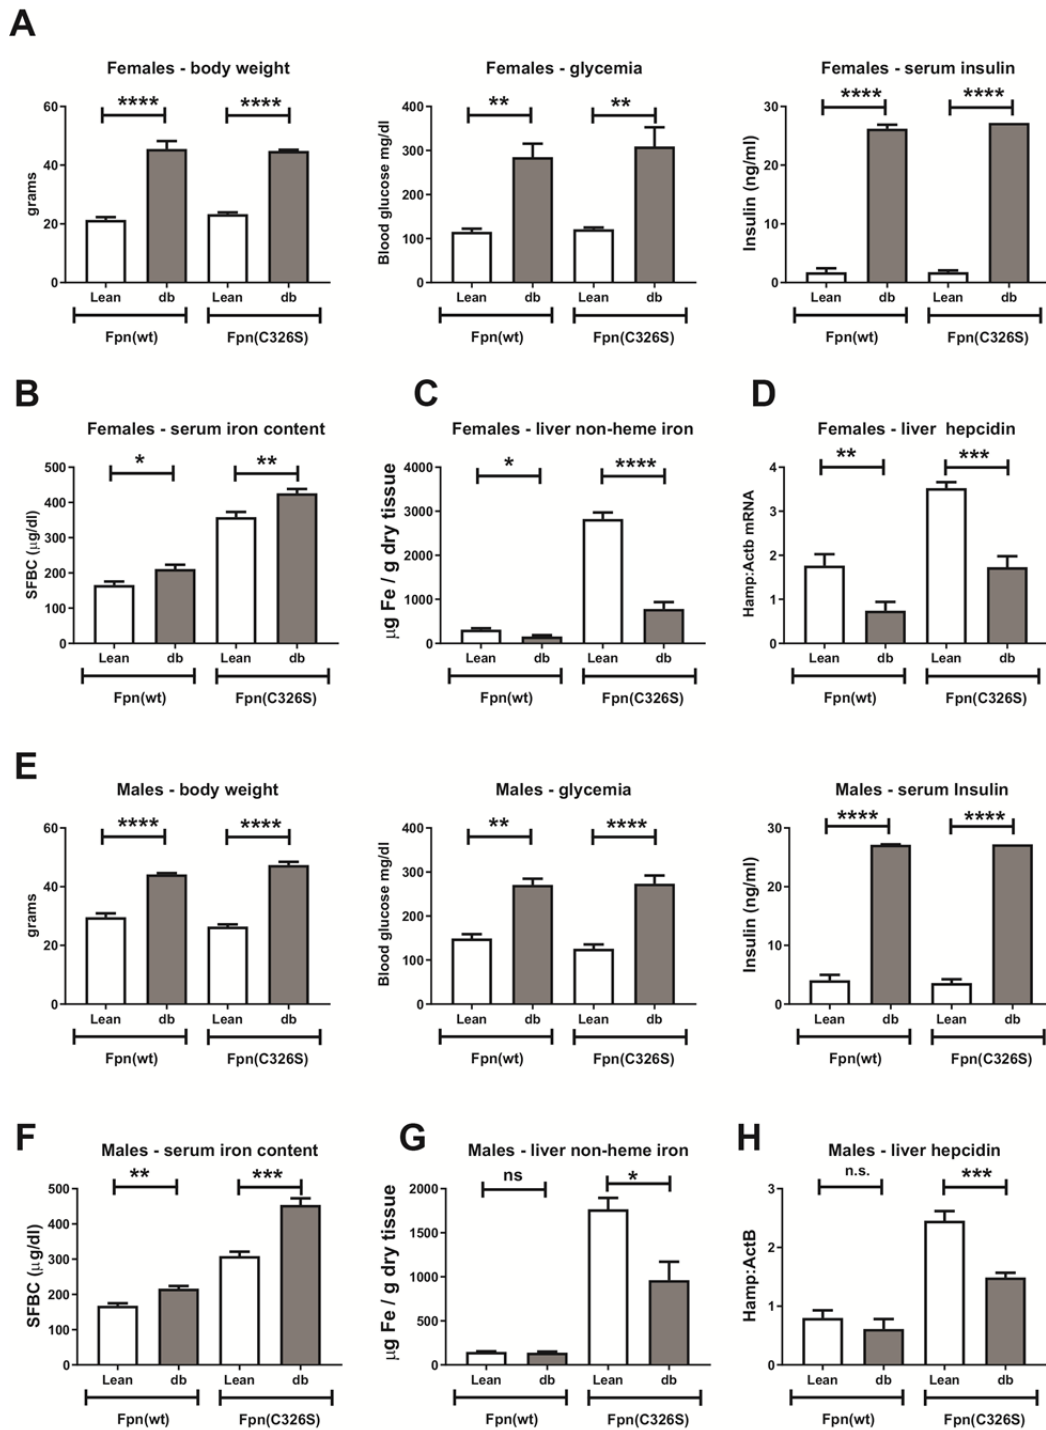 A
Females - body weight
Females - glycemia
Females - serum insulin
grams
60
40
20
0
****
****
Lean db Lean db
Fpn(wt) Fpn(C326S)
Blood glucose mg/dl
400
300
200
100
0
**
**
Lean db Lean db
Fpn(wt) Fpn(C326S)
Insulin (ng/ml)
30
20
10
0
****
****
Lean db Lean db
Fpn(wt) Fpn(C326S)
B
Females - serum iron content
SFBC (μg/dl)
500
400
300
200
100
0
*
**
Lean db Lean db
Fpn(wt) Fpn(C326S)
C
Females - liver non-heme iron
μg Fe / g dry tissue
4000
3000
2000
1000
0
*
****
Lean db Lean db
Fpn(wt) Fpn(C326S)
D
Females - liver hepcidin
Hamp:Actb mRNA
4
3
2
1
0
**
***
Lean db Lean db
Fpn(wt) Fpn(C326S)
E
Males - body weight
Males - glycemia
Males - serum Insulin
grams
60
40
20
0
****
****
Lean db Lean db
Fpn(wt) Fpn(C326S)
Blood glucose mg/dl
400
300
200
100
0
**
****
Lean db Lean db
Fpn(wt) Fpn(C326S)
Insulin (ng/ml)
30
20
10
0
****
****
Lean db Lean db
Fpn(wt) Fpn(C326S)
F
Males - serum iron content
SFBC (μg/dl)
500
400
300
200
100
0
**
***
Lean db Lean db
Fpn(wt) Fpn(C326S)
G
Males - liver non-heme iron
μg Fe / g dry tissue
2000
1500
1000
500
0
ns
*
Lean db Lean db
Fpn(wt) Fpn(C326S)
H
Males - liver hepcidin
Hamp:ActB
3
2
1
0
n.s.
***
Lean db Lean db
Fpn(wt) Fpn(C326S)